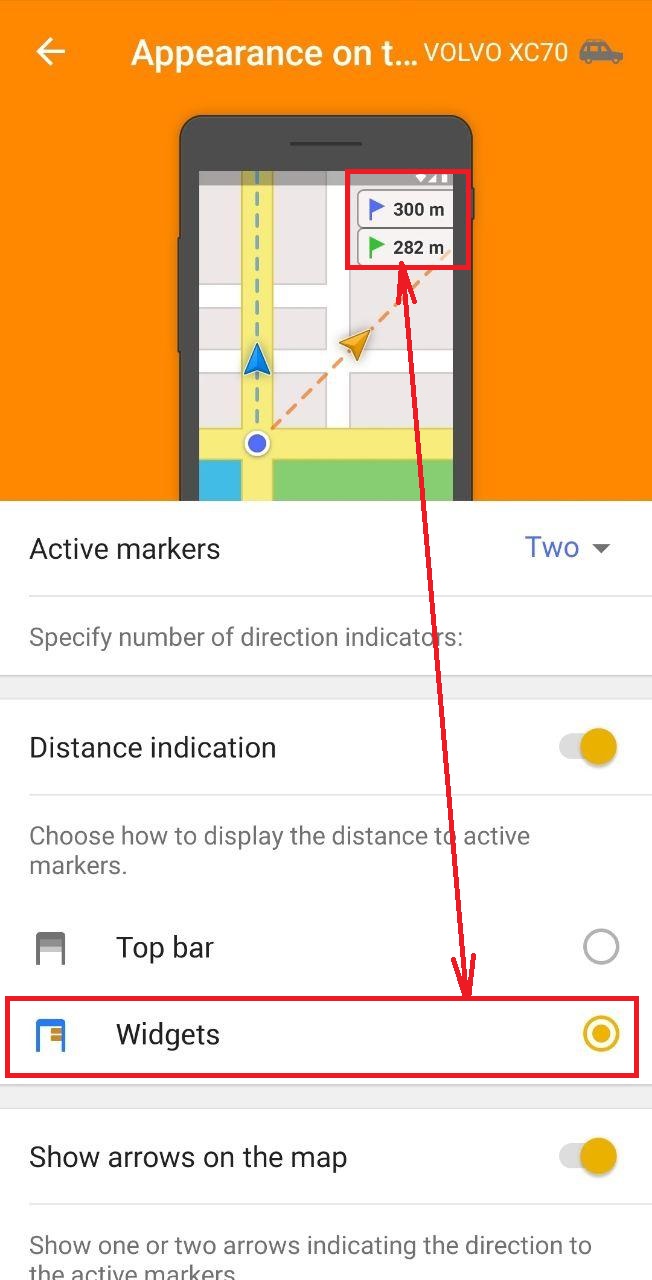 Appearance on t... VOLVO XC70
300 m
282 m
Active markers Two
Specify number of direction indicators:
Distance indication
Choose how to display the distance to active
markers.
Top bar
Widgets
Show arrows on the map
Show one or two arrows indicating the direction to
the active markers